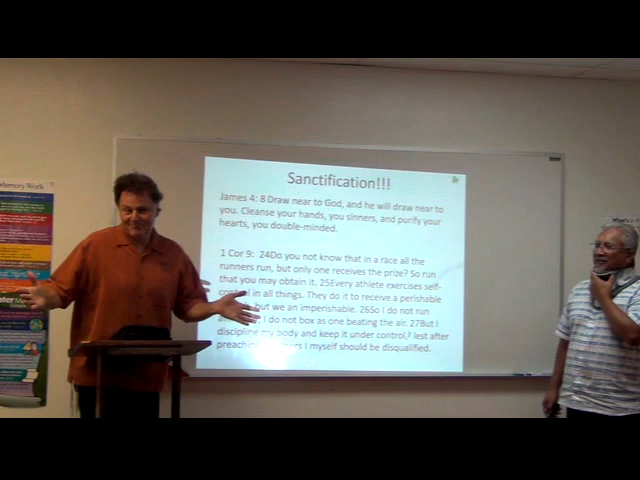 Memory Work
Sanctification!!!
James 4: 8 Draw near to God, and he will draw near to
you. Cleanse your hands, you sinners, and purify your
hearts, you double-minded.
1 Cor 9: 24Do you not know that in a race all the
runners run, but only one receives the prize? So run
that you may obtain it. 25Every athlete exercises self-
control in all things. They do it to receive a perishable
but we an imperishable. 26So I do not run
I do not box as one beating the air. 27But I
discipline my body and keep it under control,² lest after
preaching I myself should be disqualified.